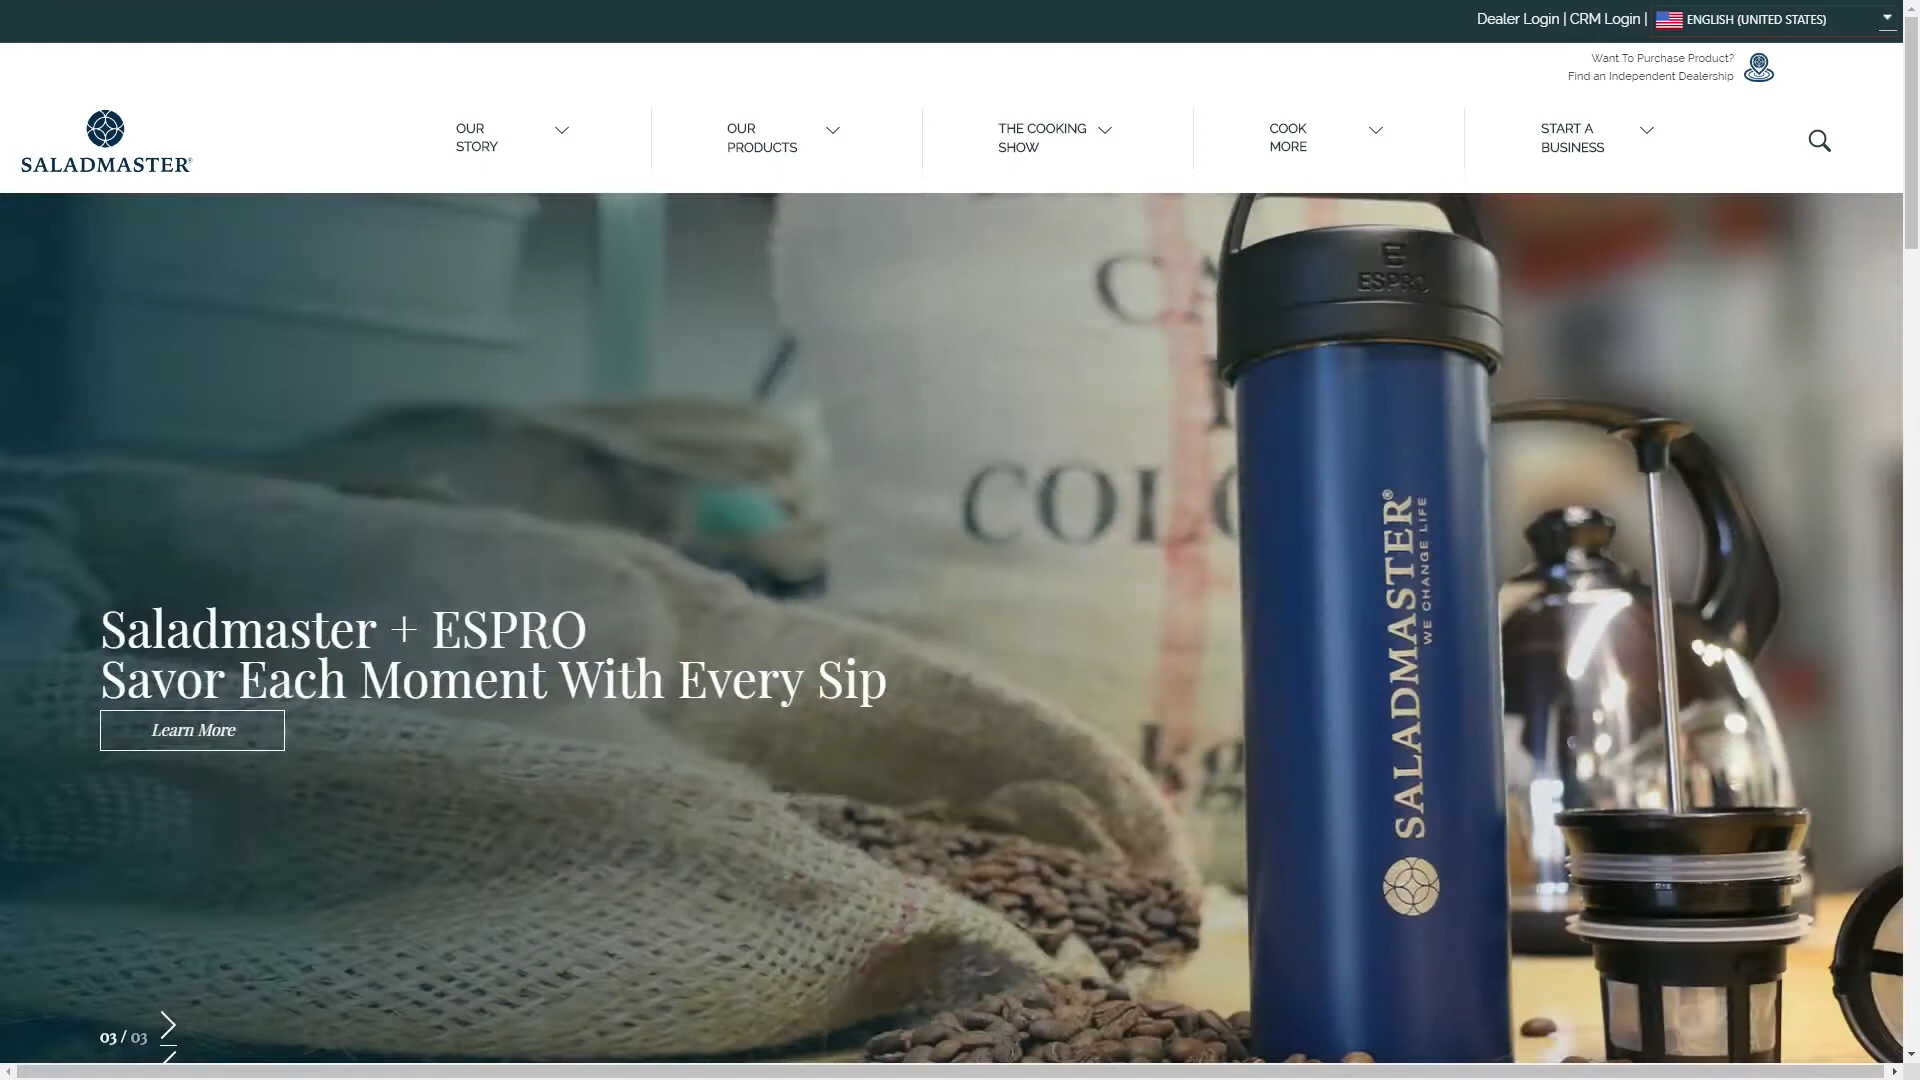 Dealer Login | CRM Login | ENGLISH (UNITED STATES)
Want To Purchase Product?
Find an Independent Dealership
SALADMASTER®
OUR
STORY
OUR
PRODUCTS
THE COOKING
SHOW
COOK
MORE
START A
BUSINESS
ESPRO
SALADMASTER®
WE CHANGE LIFE
Saladmaster + ESPRO
Savor Each Moment With Every Sip
Learn More
03 / 03